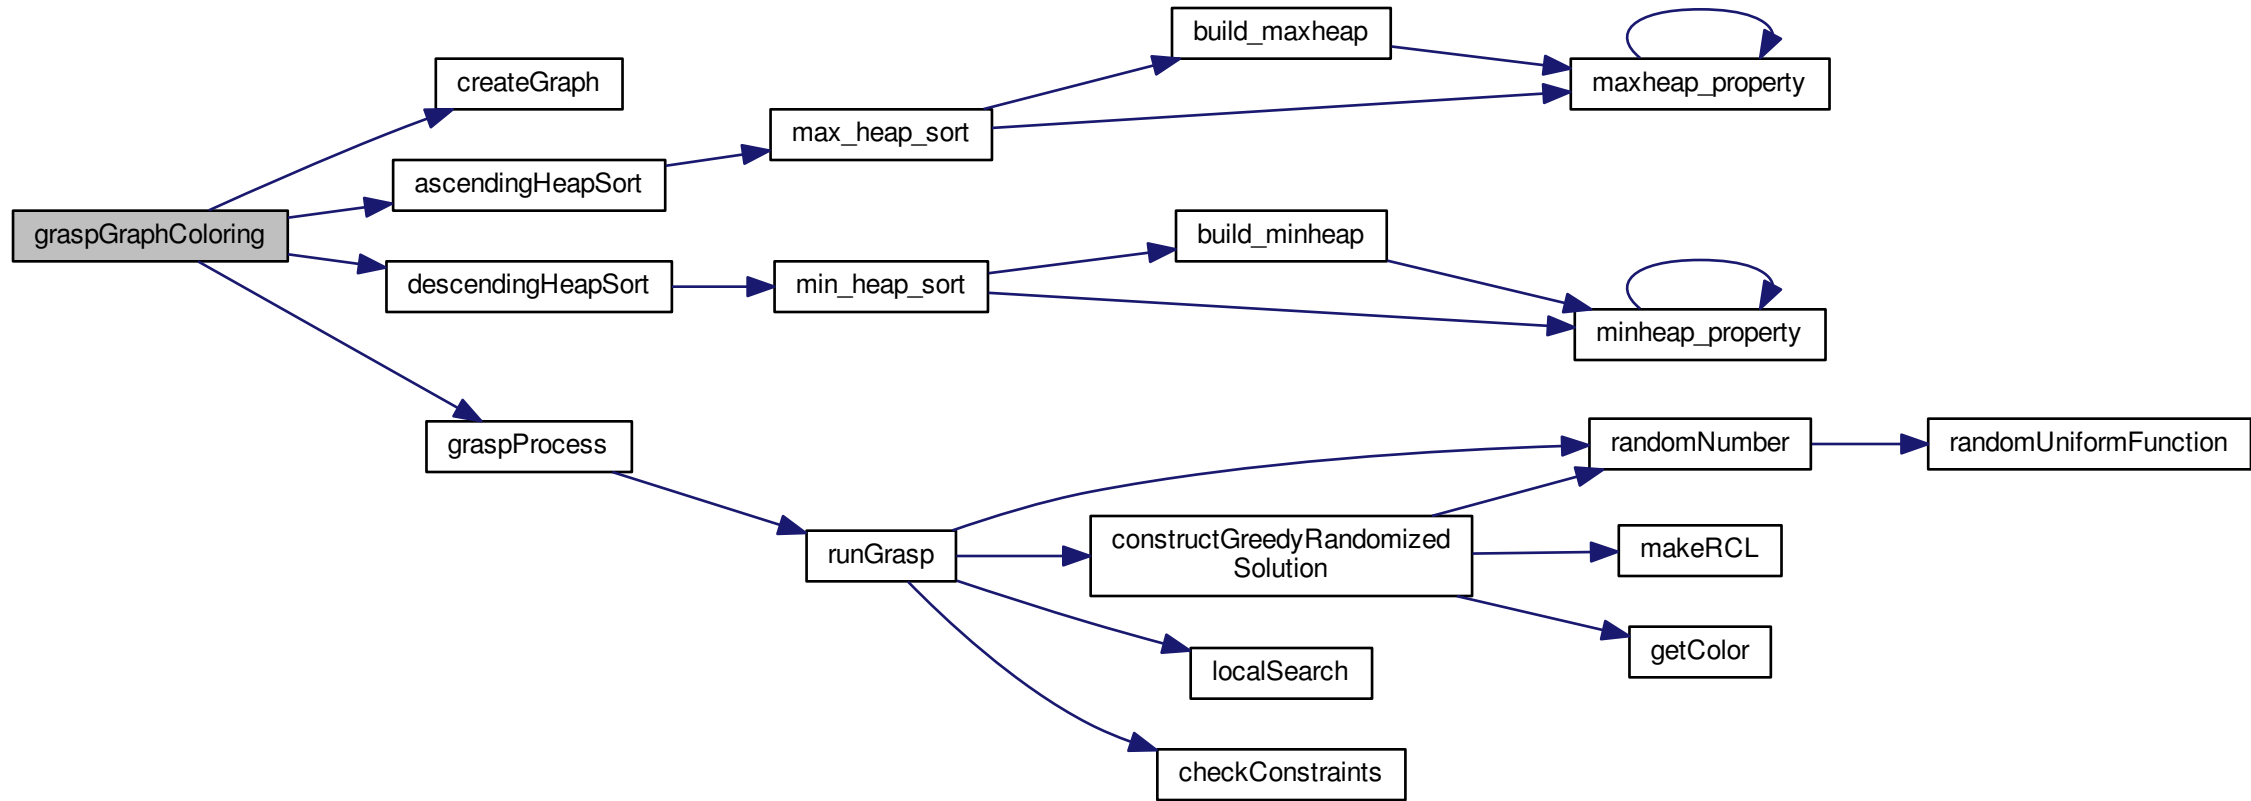 graspGraphColoring
createGraph
ascendingHeapSort
descendingHeapSort
graspProcess
max_heap_sort
min_heap_sort
runGrasp
build_maxheap
build_minheap
constructGreedyRandomized
Solution
localSearch
checkConstraints
maxheap_property
minheap_property
randomNumber
makeRCL
getColor
randomUniformFunction